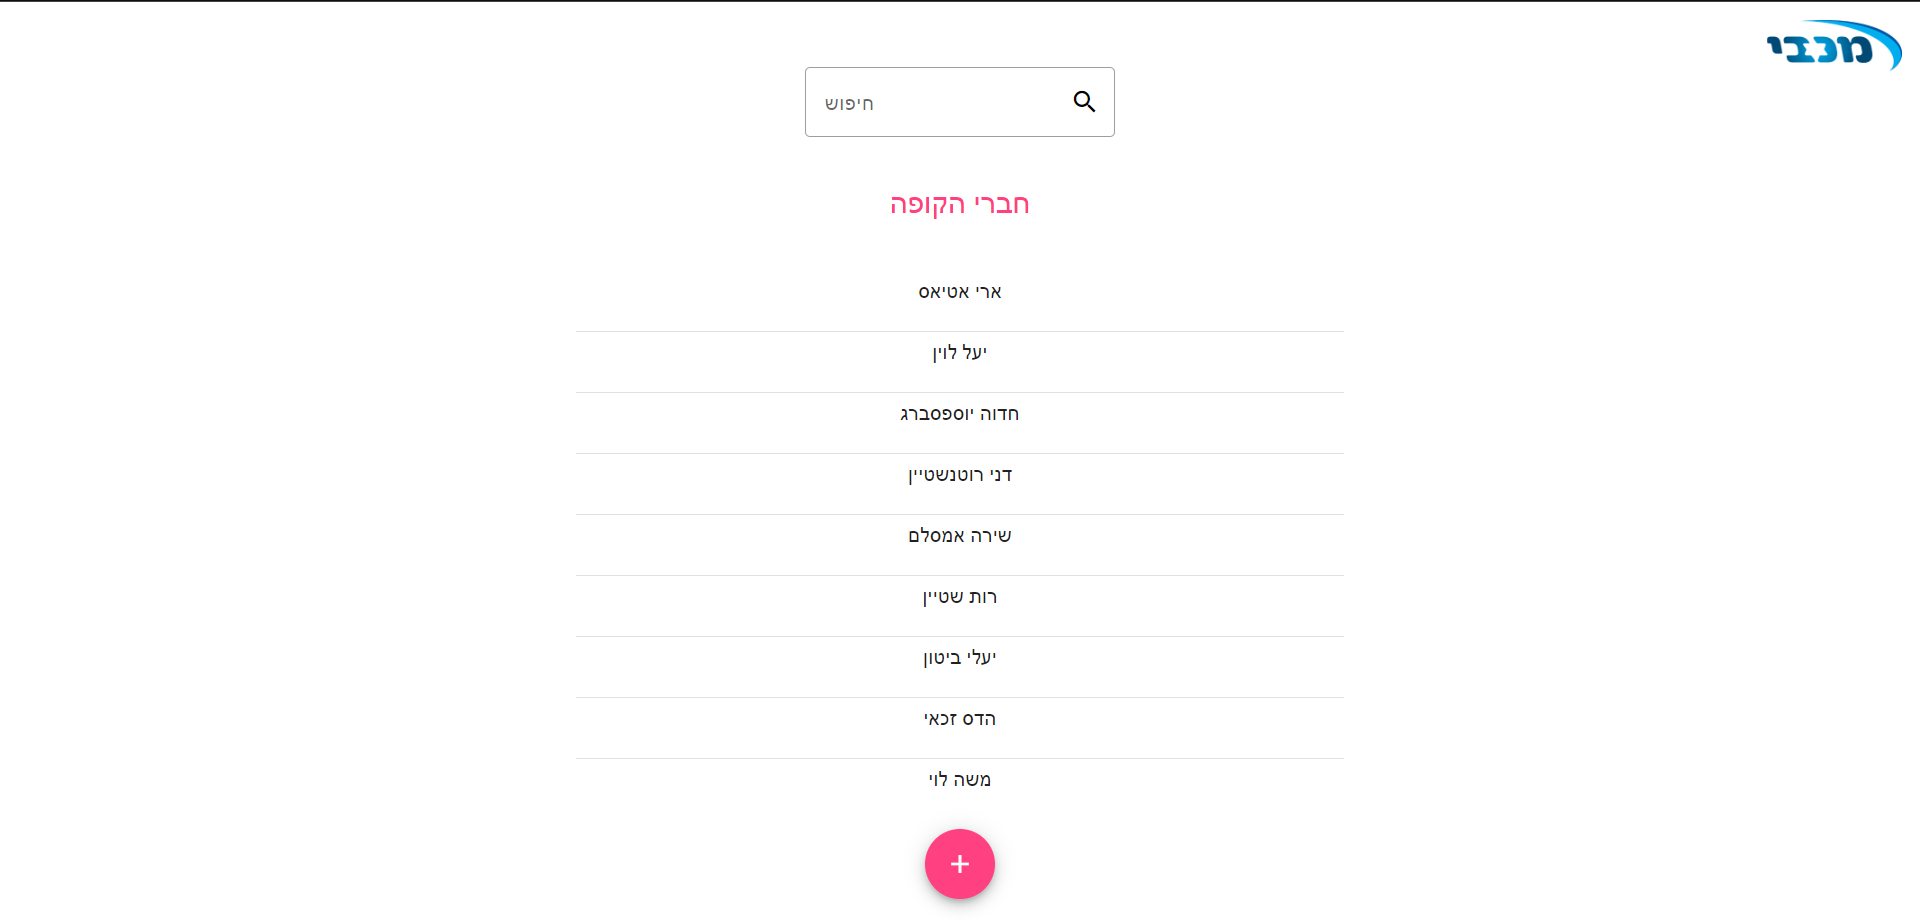 מכבי
חיפוש
חברי הקופה
ארי אטיאס
יעל לוין
חדוה יוספסברג
דני רוטנשטיין
שירה אמסלם
רות שטיין
יעלי ביטון
הדס זכאי
משה לוי